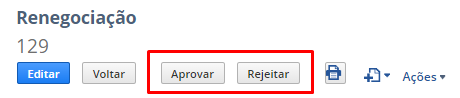 Renegociação
129
Editar Voltar Aprovar Rejeitar Ações